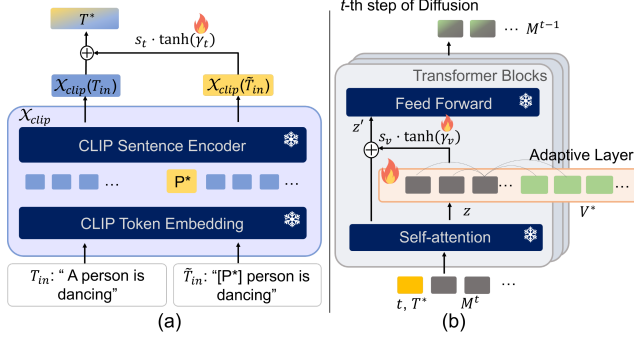 T*
s_t · tanh(γ_t)
𝒳_clip(T_in)
𝒳_clip(T̃_in)
𝒳_clip
CLIP Sentence Encoder
... P* ...
CLIP Token Embedding
T_in: “ A person is
dancing”
T̃_in: “[P*] person is
dancing”
(a)
t-th step of Diffusion
... M^{t−1}
Transformer Blocks
Feed Forward
z′
s_v · tanh(γ_v)
Adaptive Layer
... ...
z
V*
Self-attention
...
t, T*
M^t
(b)